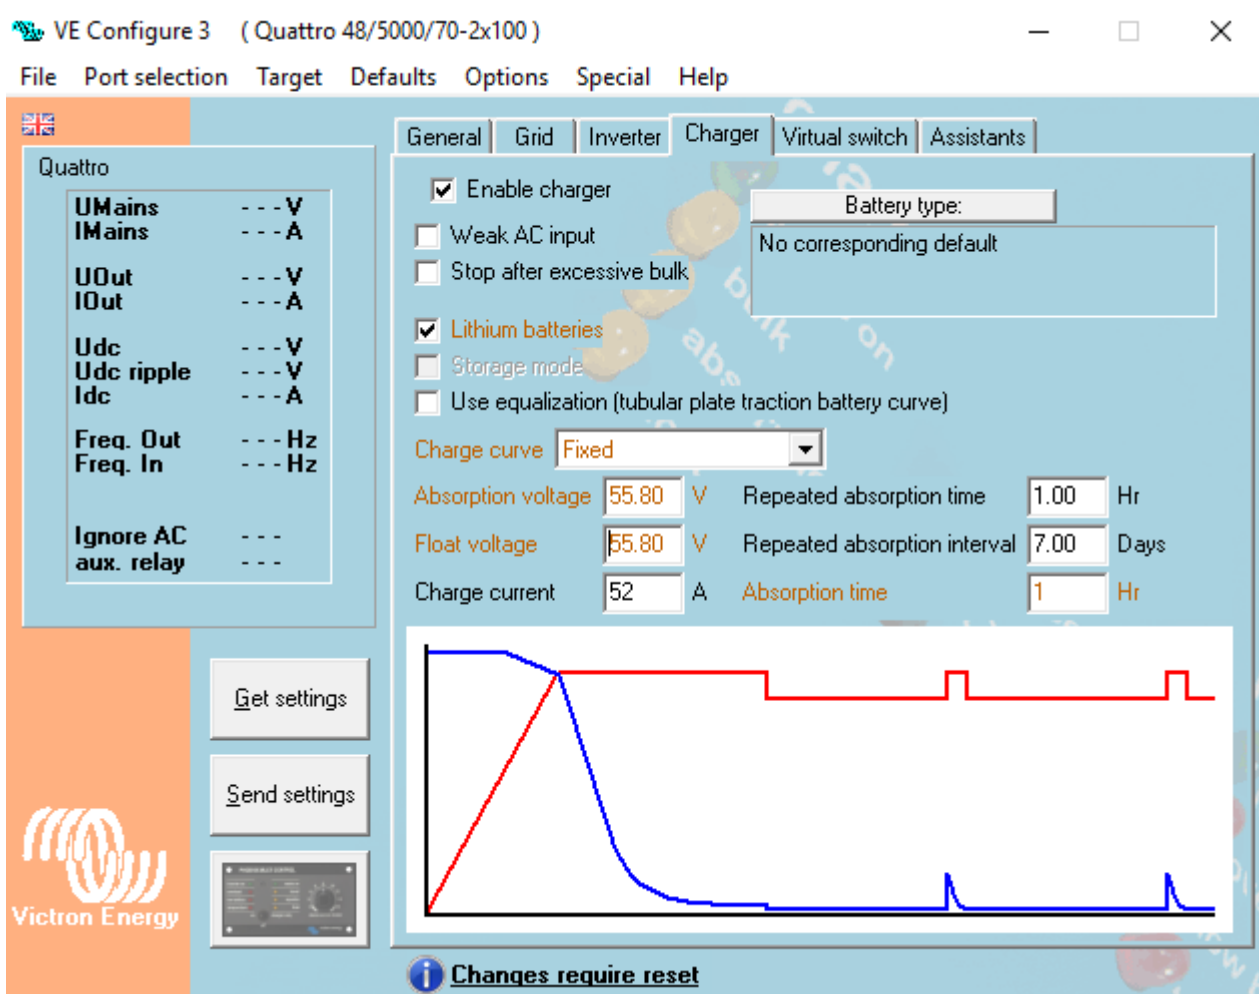 VE Configure 3 ( Quattro 48/5000/70-2x100 )
File Port selection Target Defaults Options Special Help
General Grid Inverter Charger Virtual switch Assistants
Quattro
UMains - - - V
IMains - - - A
UOut - - - V
IOut - - - A
Udc - - - V
Udc ripple - - - V
Idc - - - A
Freq. Out - - - Hz
Freq. In - - - Hz
Ignore AC - - -
aux. relay - - -
Get settings
Send settings
Victron Energy
Enable charger
Weak AC input
Stop after excessive bulk
Lithium batteries
Storage mode
Use equalization (tubular plate traction battery curve)
Battery type:
No corresponding default
Charge curve Fixed
Absorption voltage 55.80 V Repeated absorption time 1.00 Hr
Float voltage 55.80 V Repeated absorption interval 7.00 Days
Charge current 52 A Absorption time 1 Hr
bulk
abs
on
Changes require reset